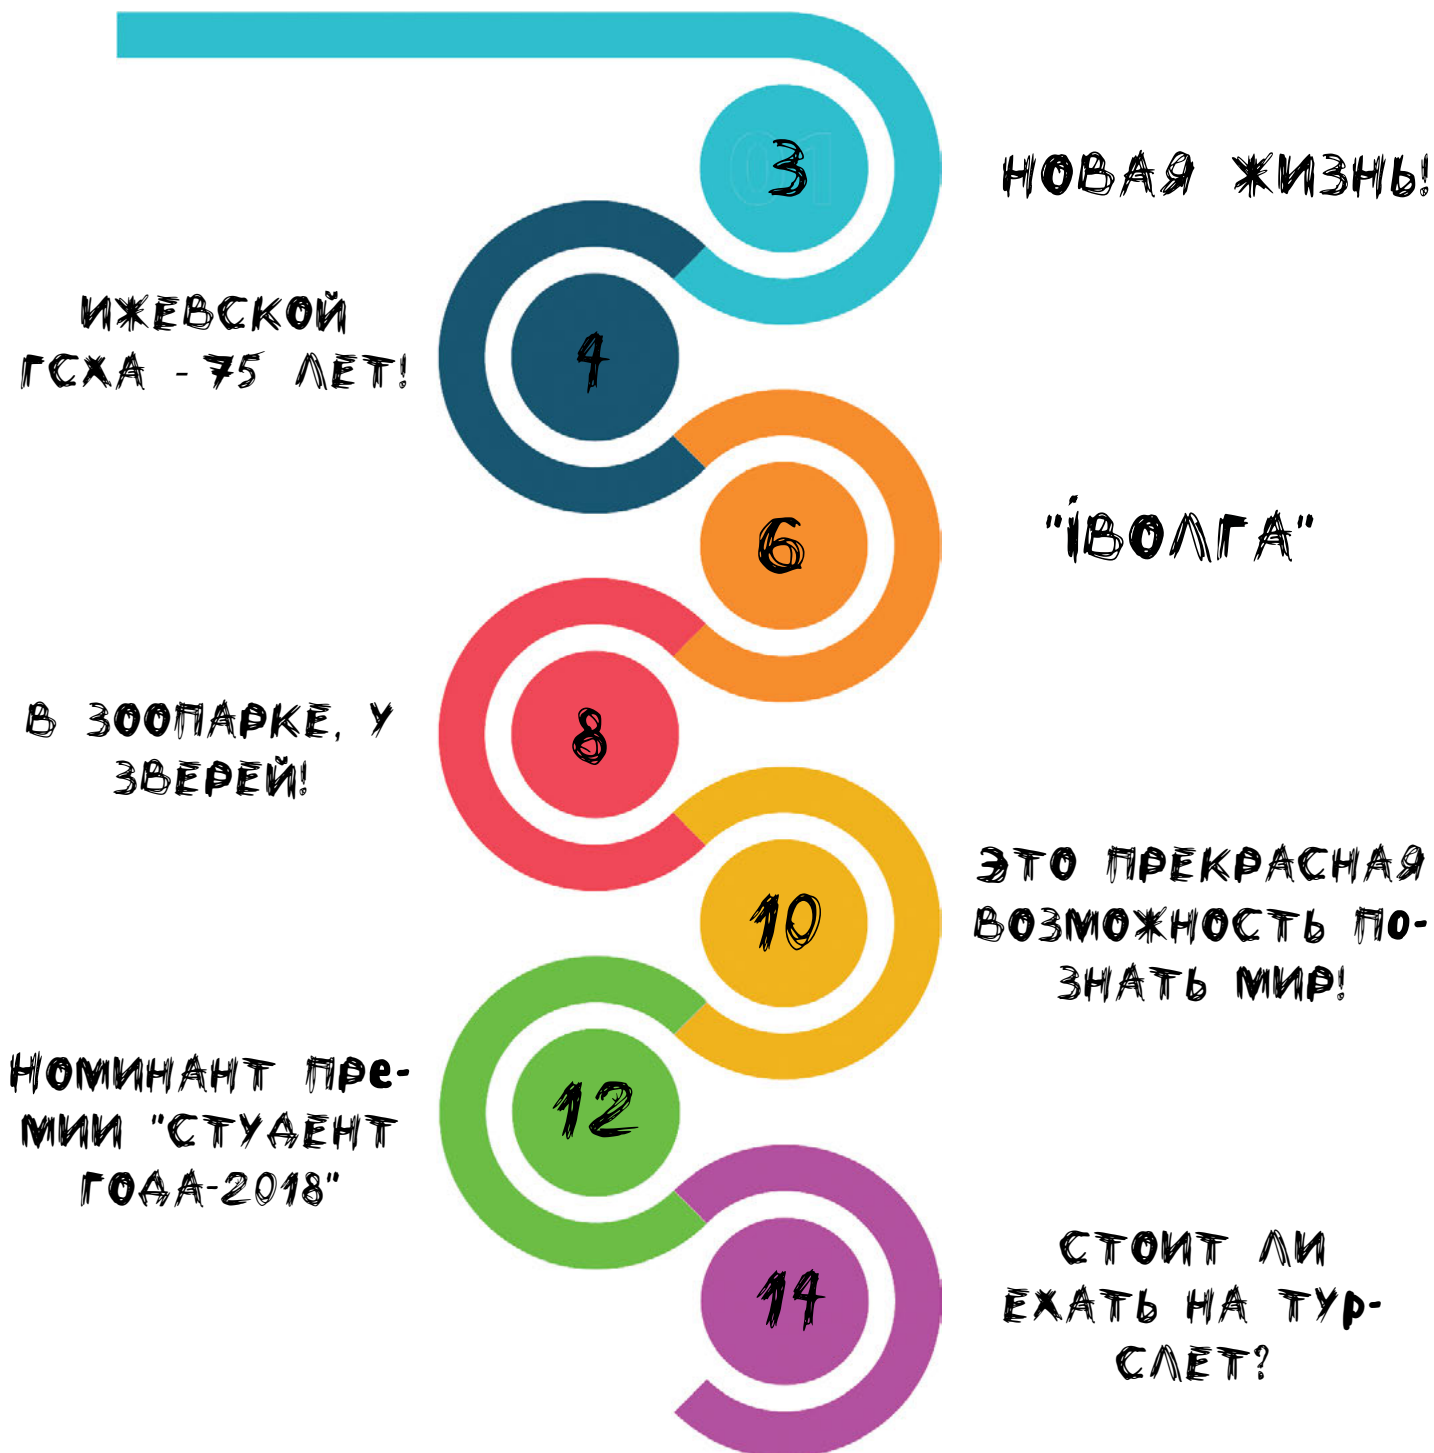 3
НОВАЯ ЖИЗНЬ!
ИЖЕВСКОЙ
ГСХА - 75 ЛЕТ!
4
6
"іВОЛГА"
В ЗООПАРКЕ, У
ЗВЕРЕЙ!
8
10
ЭТО ПРЕКРАСНАЯ
ВОЗМОЖНОСТЬ ПО-
ЗНАТЬ МИР!
НОМИНАНТ ПРе-
МИИ "СТУДЕНТ
ГОДА-2018"
12
14
СТОИТ ЛИ
ЕХАТЬ НА ТУр-
СЛЕТ?